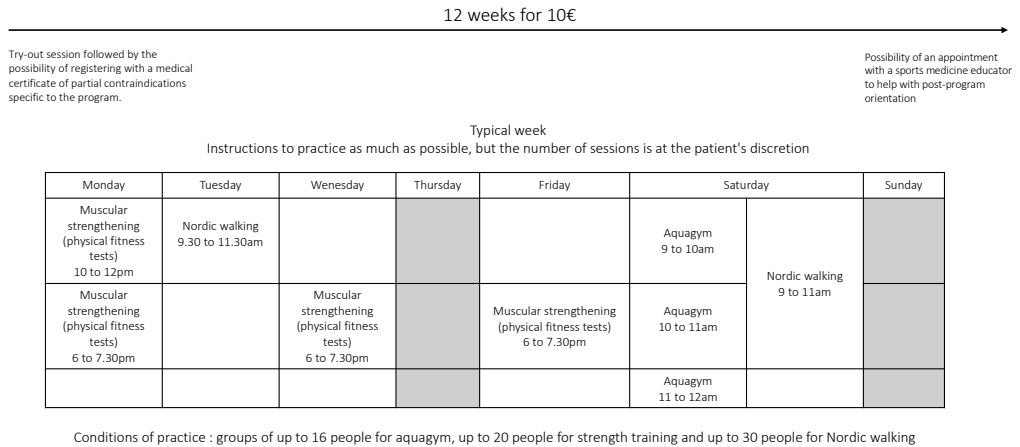 12 weeks for 10€
Try-out session followed by the
possibility of registering with a medical
certificate of partial contraindications
specific to the program.
Possibility of an appointment
with a sports medicine educator
to help with post-program
orientation
Typical week
Instructions to practice as much as possible, but the number of sessions is at the patient's discretion
Monday
Tuesday
Wenesday
Thursday
Friday
Saturday
Sunday
Muscular
strengthening
(physical fitness
tests)
10 to 12pm
Nordic walking
9.30 to 11.30am
Aquagym
9 to 10am
Nordic walking
9 to 11am
Muscular
strengthening
(physical fitness
tests)
6 to 7.30pm
Muscular
strengthening
(physical fitness
tests)
6 to 7.30pm
Muscular strengthening
(physical fitness tests)
6 to 7.30pm
Aquagym
10 to 11am
Aquagym
11 to 12am
Conditions of practice : groups of up to 16 people for aquagym, up to 20 people for strength training and up to 30 people for Nordic walking